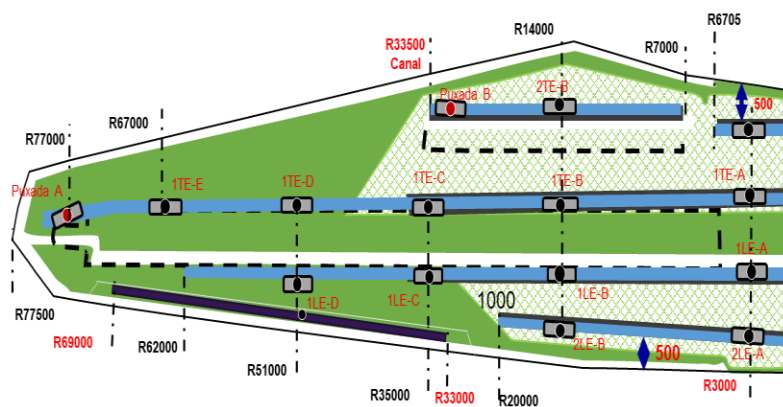 R33500
Canal
R14000
R7000
R6705
R67000
R77000
Puxada B
2TE-B
500
Puxada A
1TE-E
1TE-D
1TE-C
1TE-B
1TE-A
1LE-A
1LE-D
1LE-C
1LE-B
1000
2LE-B
500
2LE-A
R77500
R69000
R62000
R51000
R35000
R33000
R20000
R3000